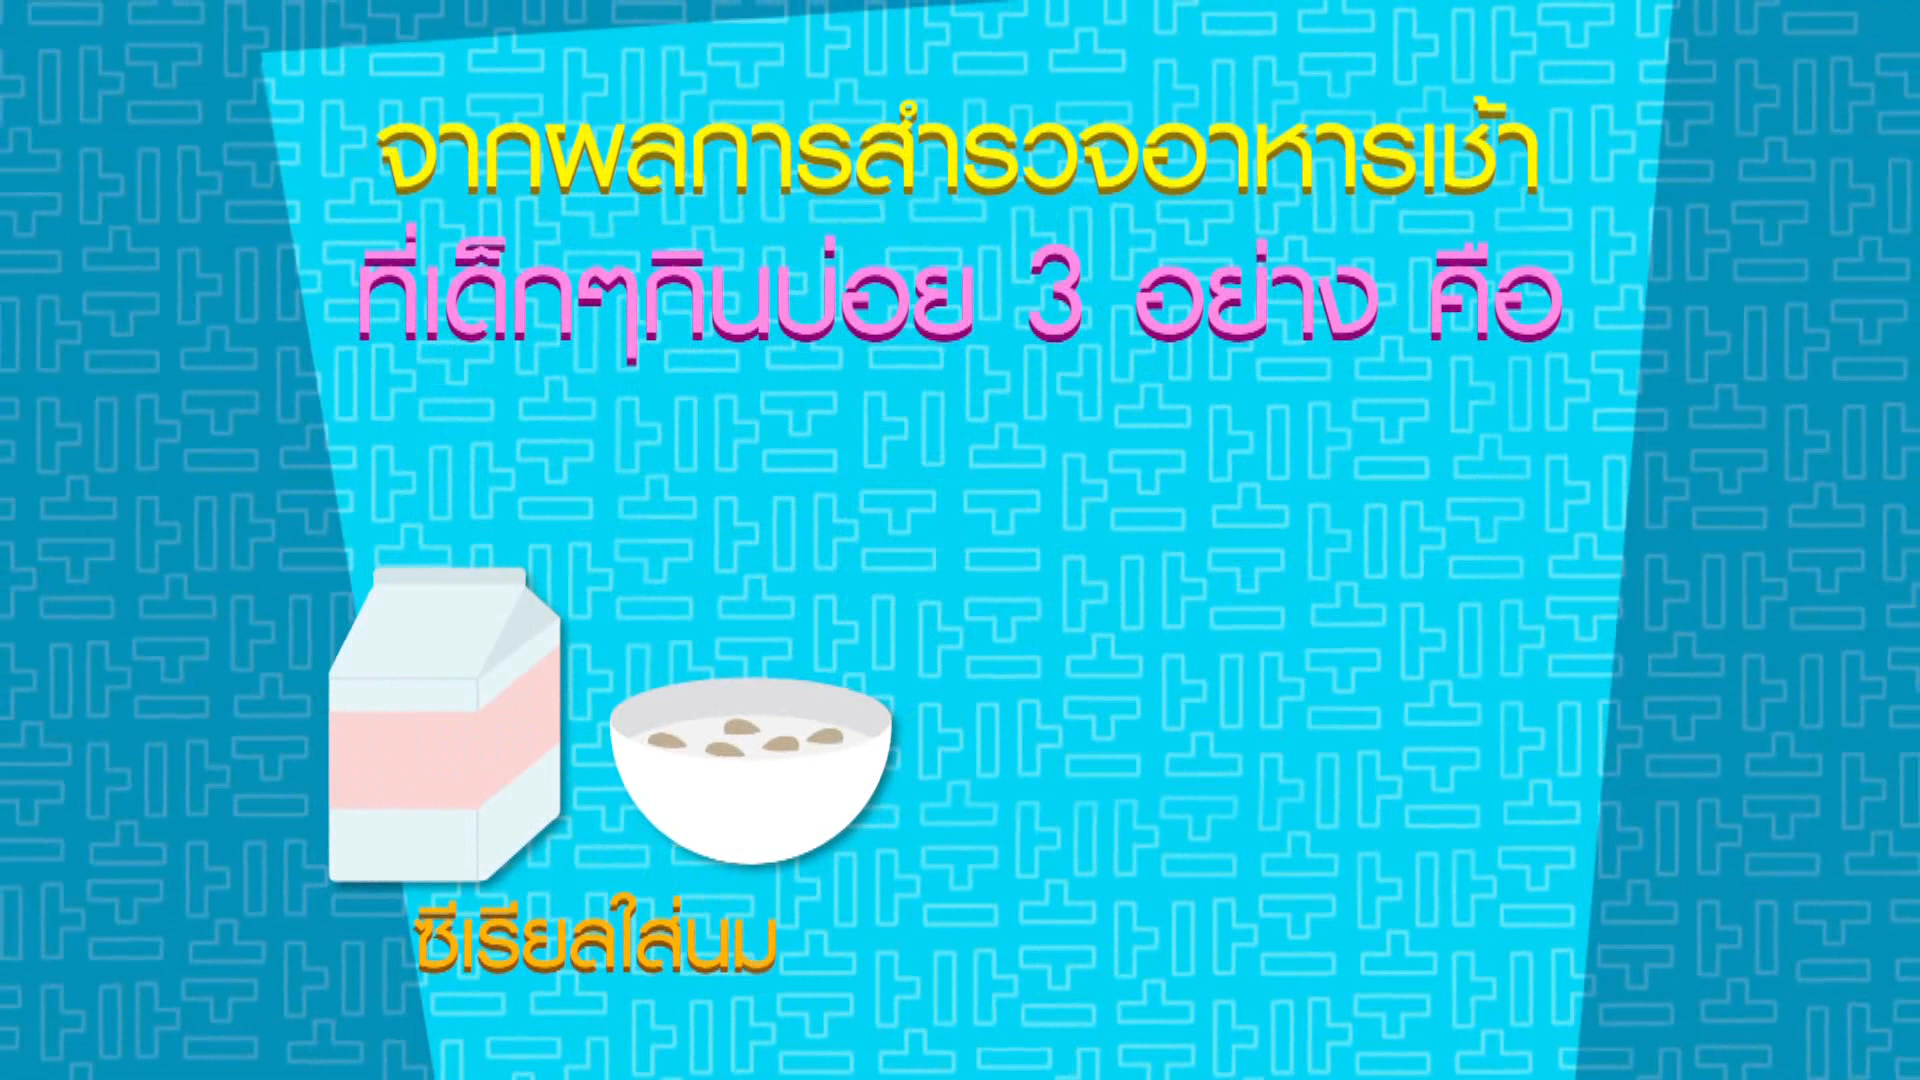 จากผลการสำรวจอาหารเช้า
ที่เด็กๆกินบ่อย 3 อย่าง คือ
ซีเรียลใส่นม